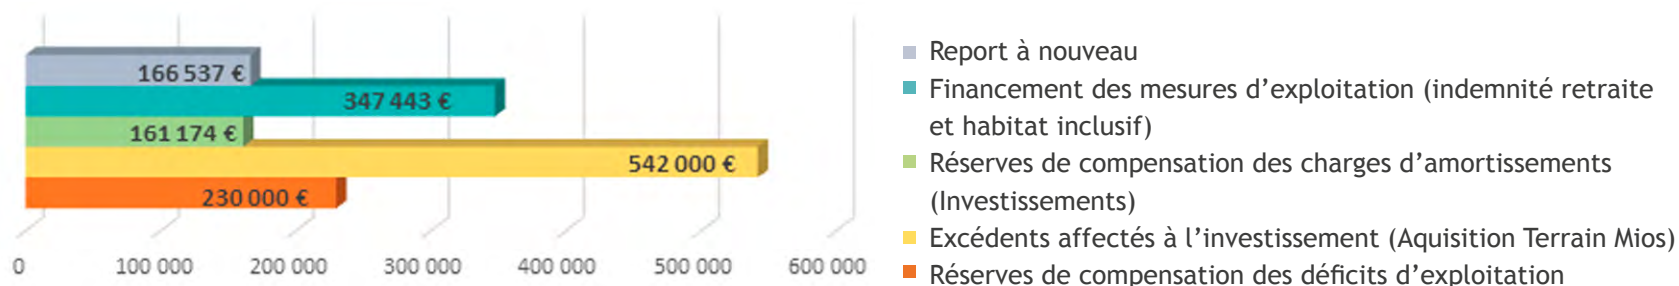 166 537 €
347 443 €
161 174 €
542 000 €
230 000 €
0 100 000 200 000 300 000 400 000 500 000 600 000
Report à nouveau
Financement des mesures d’exploitation (indemnité retraite
et habitat inclusif)
Réserves de compensation des charges d’amortissements
(Investissements)
Excédents affectés à l’investissement (Aquisition Terrain Mios)
Réserves de compensation des déficits d’exploitation